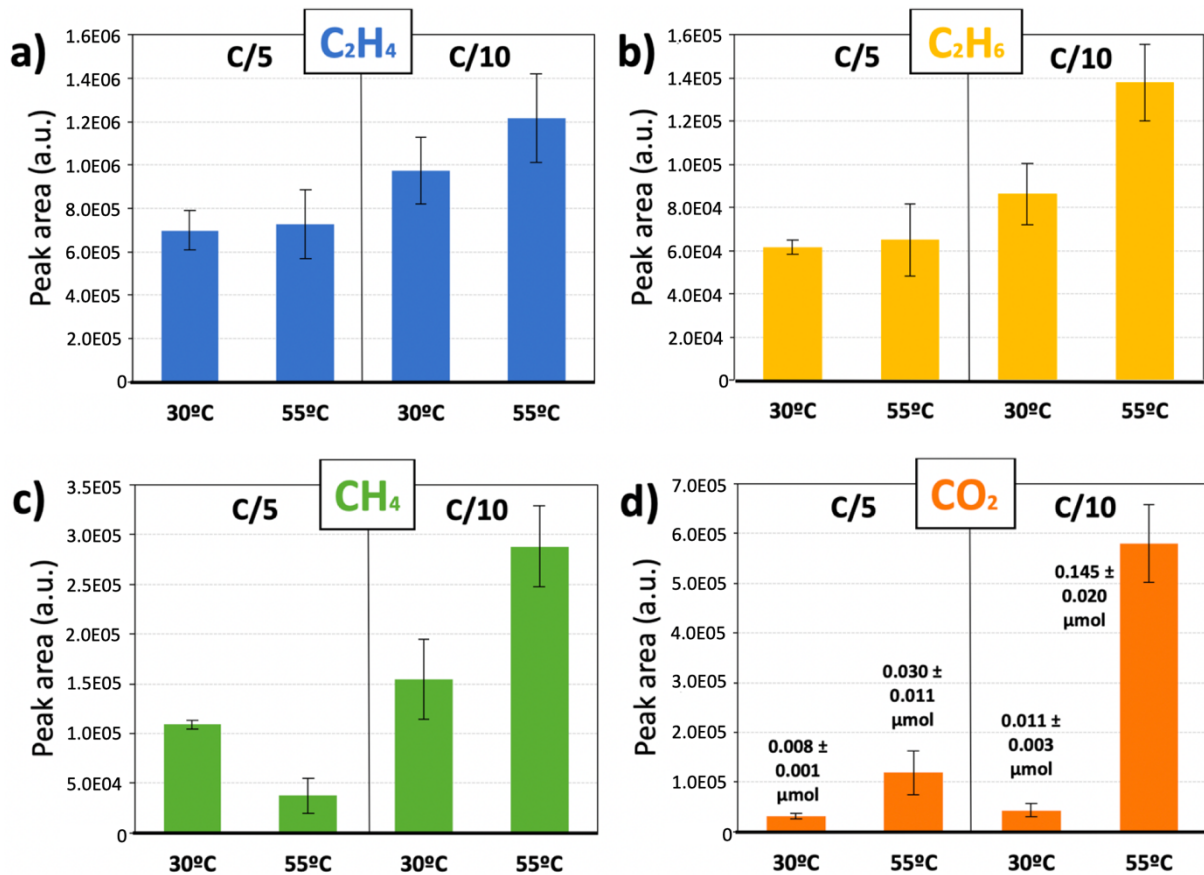 a)
C/5
C₂H₄
C/10
Peak area (a.u.)
1.6E06
1.4E06
1.2E06
1.0E06
8.0E05
6.0E05
4.0E05
2.0E05
0
30ºC 55ºC 30ºC 55ºC
b)
C/5
C₂H₆
C/10
Peak area (a.u.)
1.6E05
1.4E05
1.2E05
1.0E05
8.0E04
6.0E04
4.0E04
2.0E04
0
30ºC 55ºC 30ºC 55ºC
c)
C/5
CH₄
C/10
Peak area (a.u.)
3.5E05
3.0E05
2.5E05
2.0E05
1.5E05
1.0E05
5.0E04
0
30ºC 55ºC 30ºC 55ºC
d)
C/5
CO₂
C/10
Peak area (a.u.)
7.0E05
6.0E05
5.0E05
4.0E05
3.0E05
2.0E05
1.0E05
0
0.008 ±
0.001
µmol
0.030 ±
0.011
µmol
0.011 ±
0.003
µmol
0.145 ±
0.020
µmol
30ºC 55ºC 30ºC 55ºC